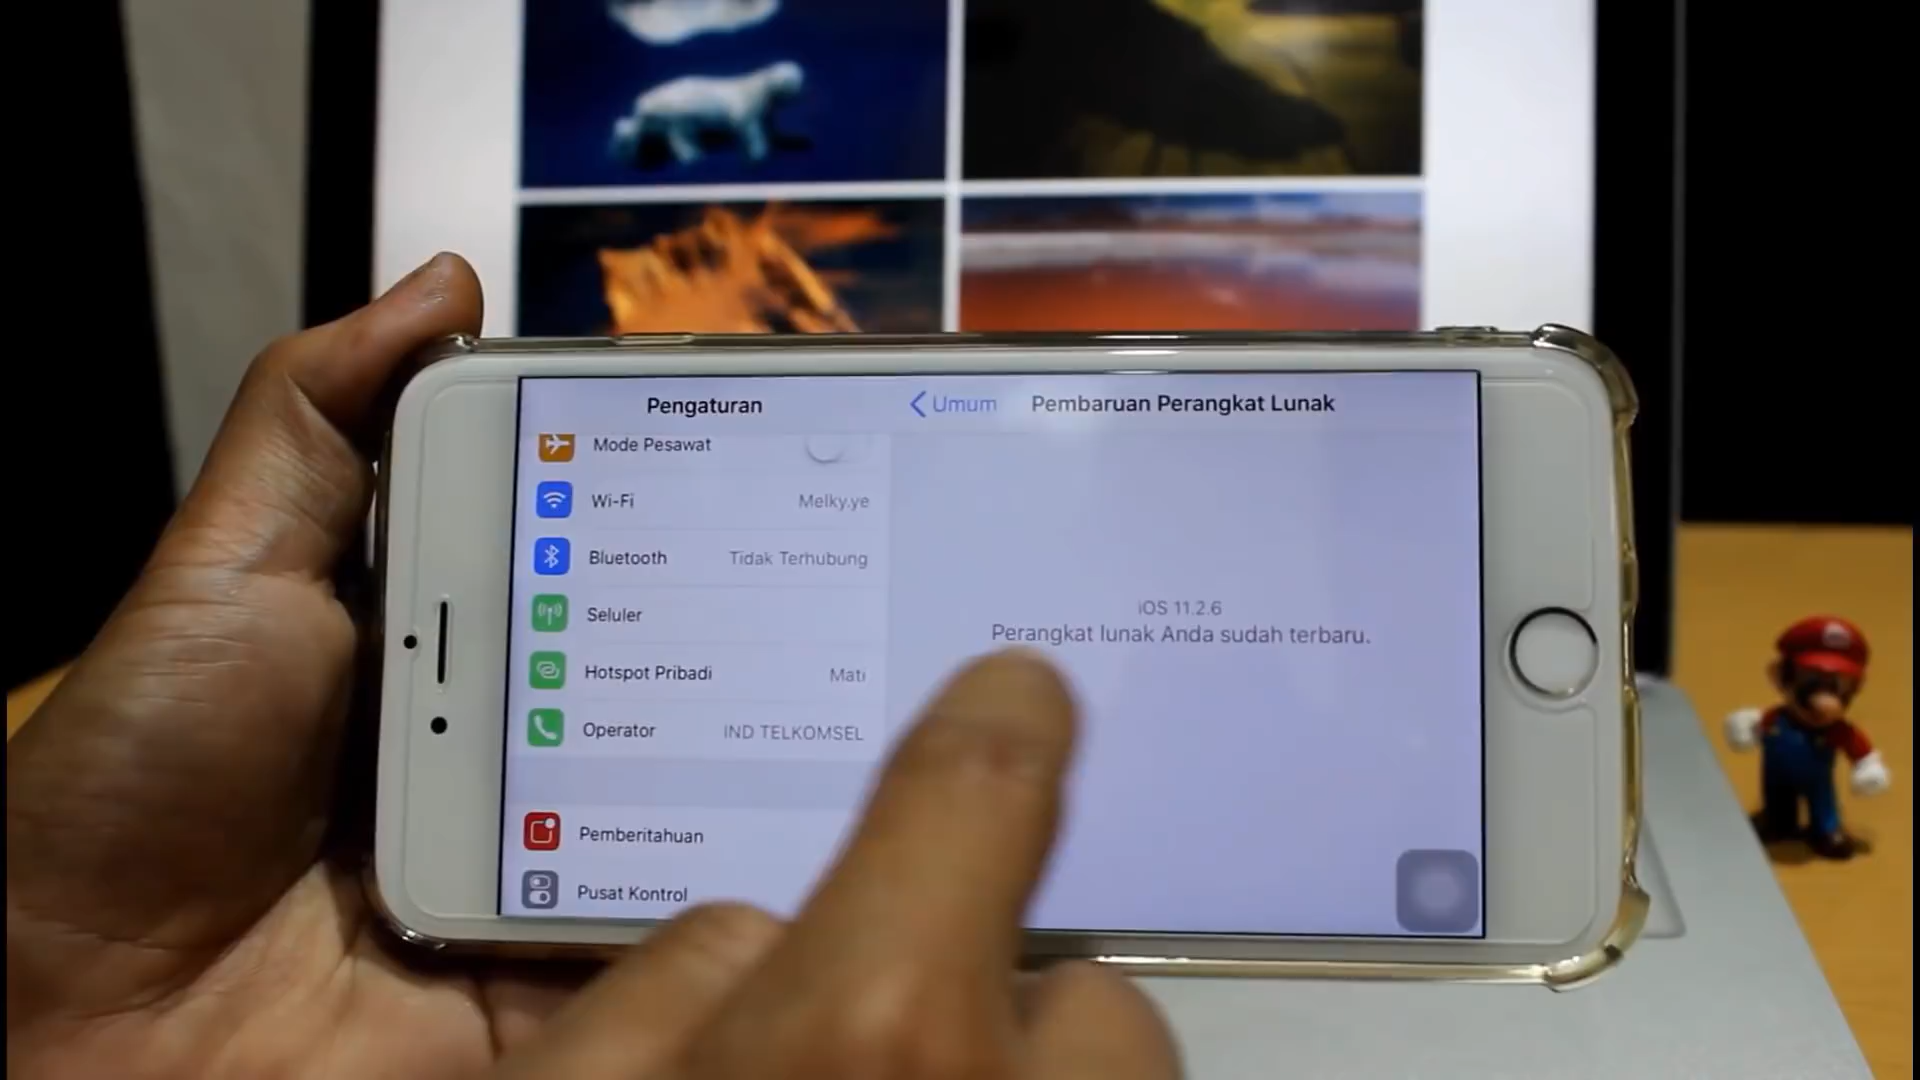 Pengaturan
Mode Pesawat
Wi-Fi Melky.ye
Bluetooth Tidak Terhubung
Seluler
Hotspot Pribadi Mati
Operator IND TELKOMSEL
Pemberitahuan
Pusat Kontrol
Umum Pembaruan Perangkat Lunak
iOS 11.2.6
Perangkat lunak Anda sudah terbaru.